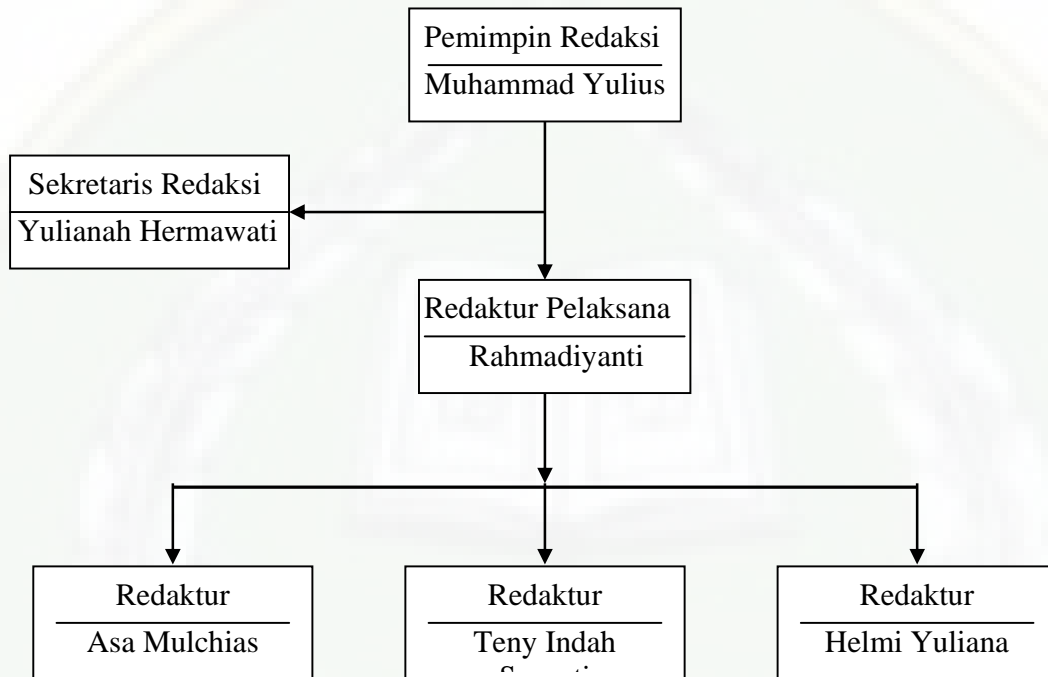 Pemimpin Redaksi
Muhammad Yulius
Sekretaris Redaksi
Yulianah Hermawati
Redaktur Pelaksana
Rahmadiyanti
Redaktur
Asa Mulchias
Redaktur
Teny Indah
Redaktur
Helmi Yuliana